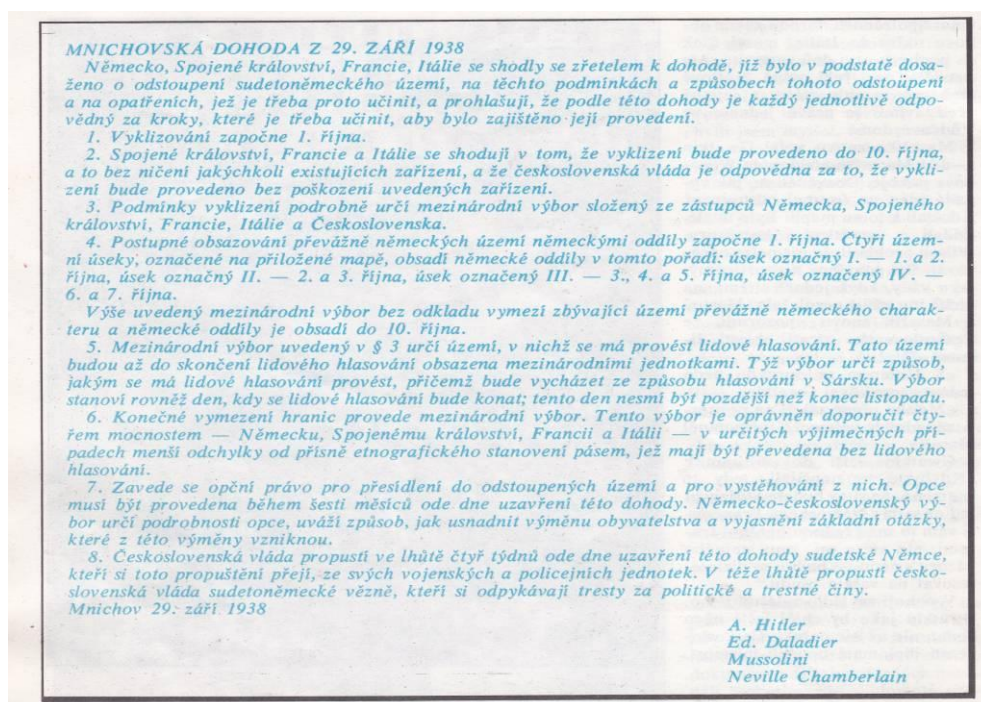 MNICHOVSKÁ DOHODA Z 29. ZÁŘÍ 1938
Německo, Spojené království, Francie, Itálie se shodly se zřetelem k dohodě, jíž bylo v podstatě dosa-
ženo o odstoupení sudetoněmeckého území, na těchto podmínkách a způsobech tohoto odstoupení
a na opatřeních, jež je třeba proto učinit, a prohlašují, že podle této dohody je každý jednotlivě odpo-
vědný za kroky, které je třeba učinit, aby bylo zajištěno její provedení.
1. Vyklizování započne 1. října.
2. Spojené království, Francie a Itálie se shodují v tom, že vyklizení bude provedeno do 10. října,
a to bez ničení jakýchkoli existujících zařízení, a že československá vláda je odpovědna za to, že vykli-
zení bude provedeno bez poškození uvedených zařízení.
3. Podmínky vyklizení podrobně určí mezinárodní výbor složený ze zástupců Německa, Spojeného
království, Francie, Itálie a Československa.
4. Postupné obsazování převážně německých území německými oddíly započne 1. října. Čtyři územ-
ní úseky, označené na přiložené mapě, obsadí německé oddíly v tomto pořadí: úsek označný I. — 1. a 2.
října, úsek označný II. — 2. a 3. října, úsek označený III. — 3., 4. a 5. října, úsek označený IV. —
6. a 7. října.
Výše uvedený mezinárodní výbor bez odkladu vymezí zbývající území převážně německého charak-
teru a německé oddíly je obsadí do 10. října.
5. Mezinárodní výbor uvedený v § 3 určí území, v nichž se má provést lidové hlasování. Tato území
budou až do skončení lidového hlasování obsazena mezinárodními jednotkami. Týž výbor určí způsob,
jakým se má lidové hlasování provést, přičemž bude vycházet ze způsobu hlasování v Sársku. Výbor
stanoví rovněž den, kdy se lidové hlasování bude konat; tento den nesmí být pozdější než konec listopadu.
6. Konečné vymezení hranic provede mezinárodní výbor. Tento výbor je oprávněn doporučit čty-
řem mocnostem — Německu, Spojenému království, Francii a Itálii — v určitých výjimečných pří-
padech menší odchylky od přísně etnografického stanovení pásem, jež mají být převedena bez lidového
hlasování.
7. Zavede se opční právo pro přesídlení do odstoupených území a pro vystěhování z nich. Opce
musí být provedena během šesti měsíců ode dne uzavření této dohody. Německo-československý vý-
bor určí podrobnosti opce, uváží způsob, jak usnadnit výměnu obyvatelstva a vyjasnění základní otázky,
které z této výměny vzniknou.
8. Československá vláda propustí ve lhůtě čtyř týdnů ode dne uzavření této dohody sudetské Němce,
kteří si toto propuštění přejí, ze svých vojenských a policejních jednotek. V téže lhůtě propustí česko-
slovenská vláda sudetoněmecké vězně, kteří si odpykávají tresty za politické a trestné činy.
Mnichov 29. září 1938
A. Hitler
Ed. Daladier
Mussolini
Neville Chamberlain